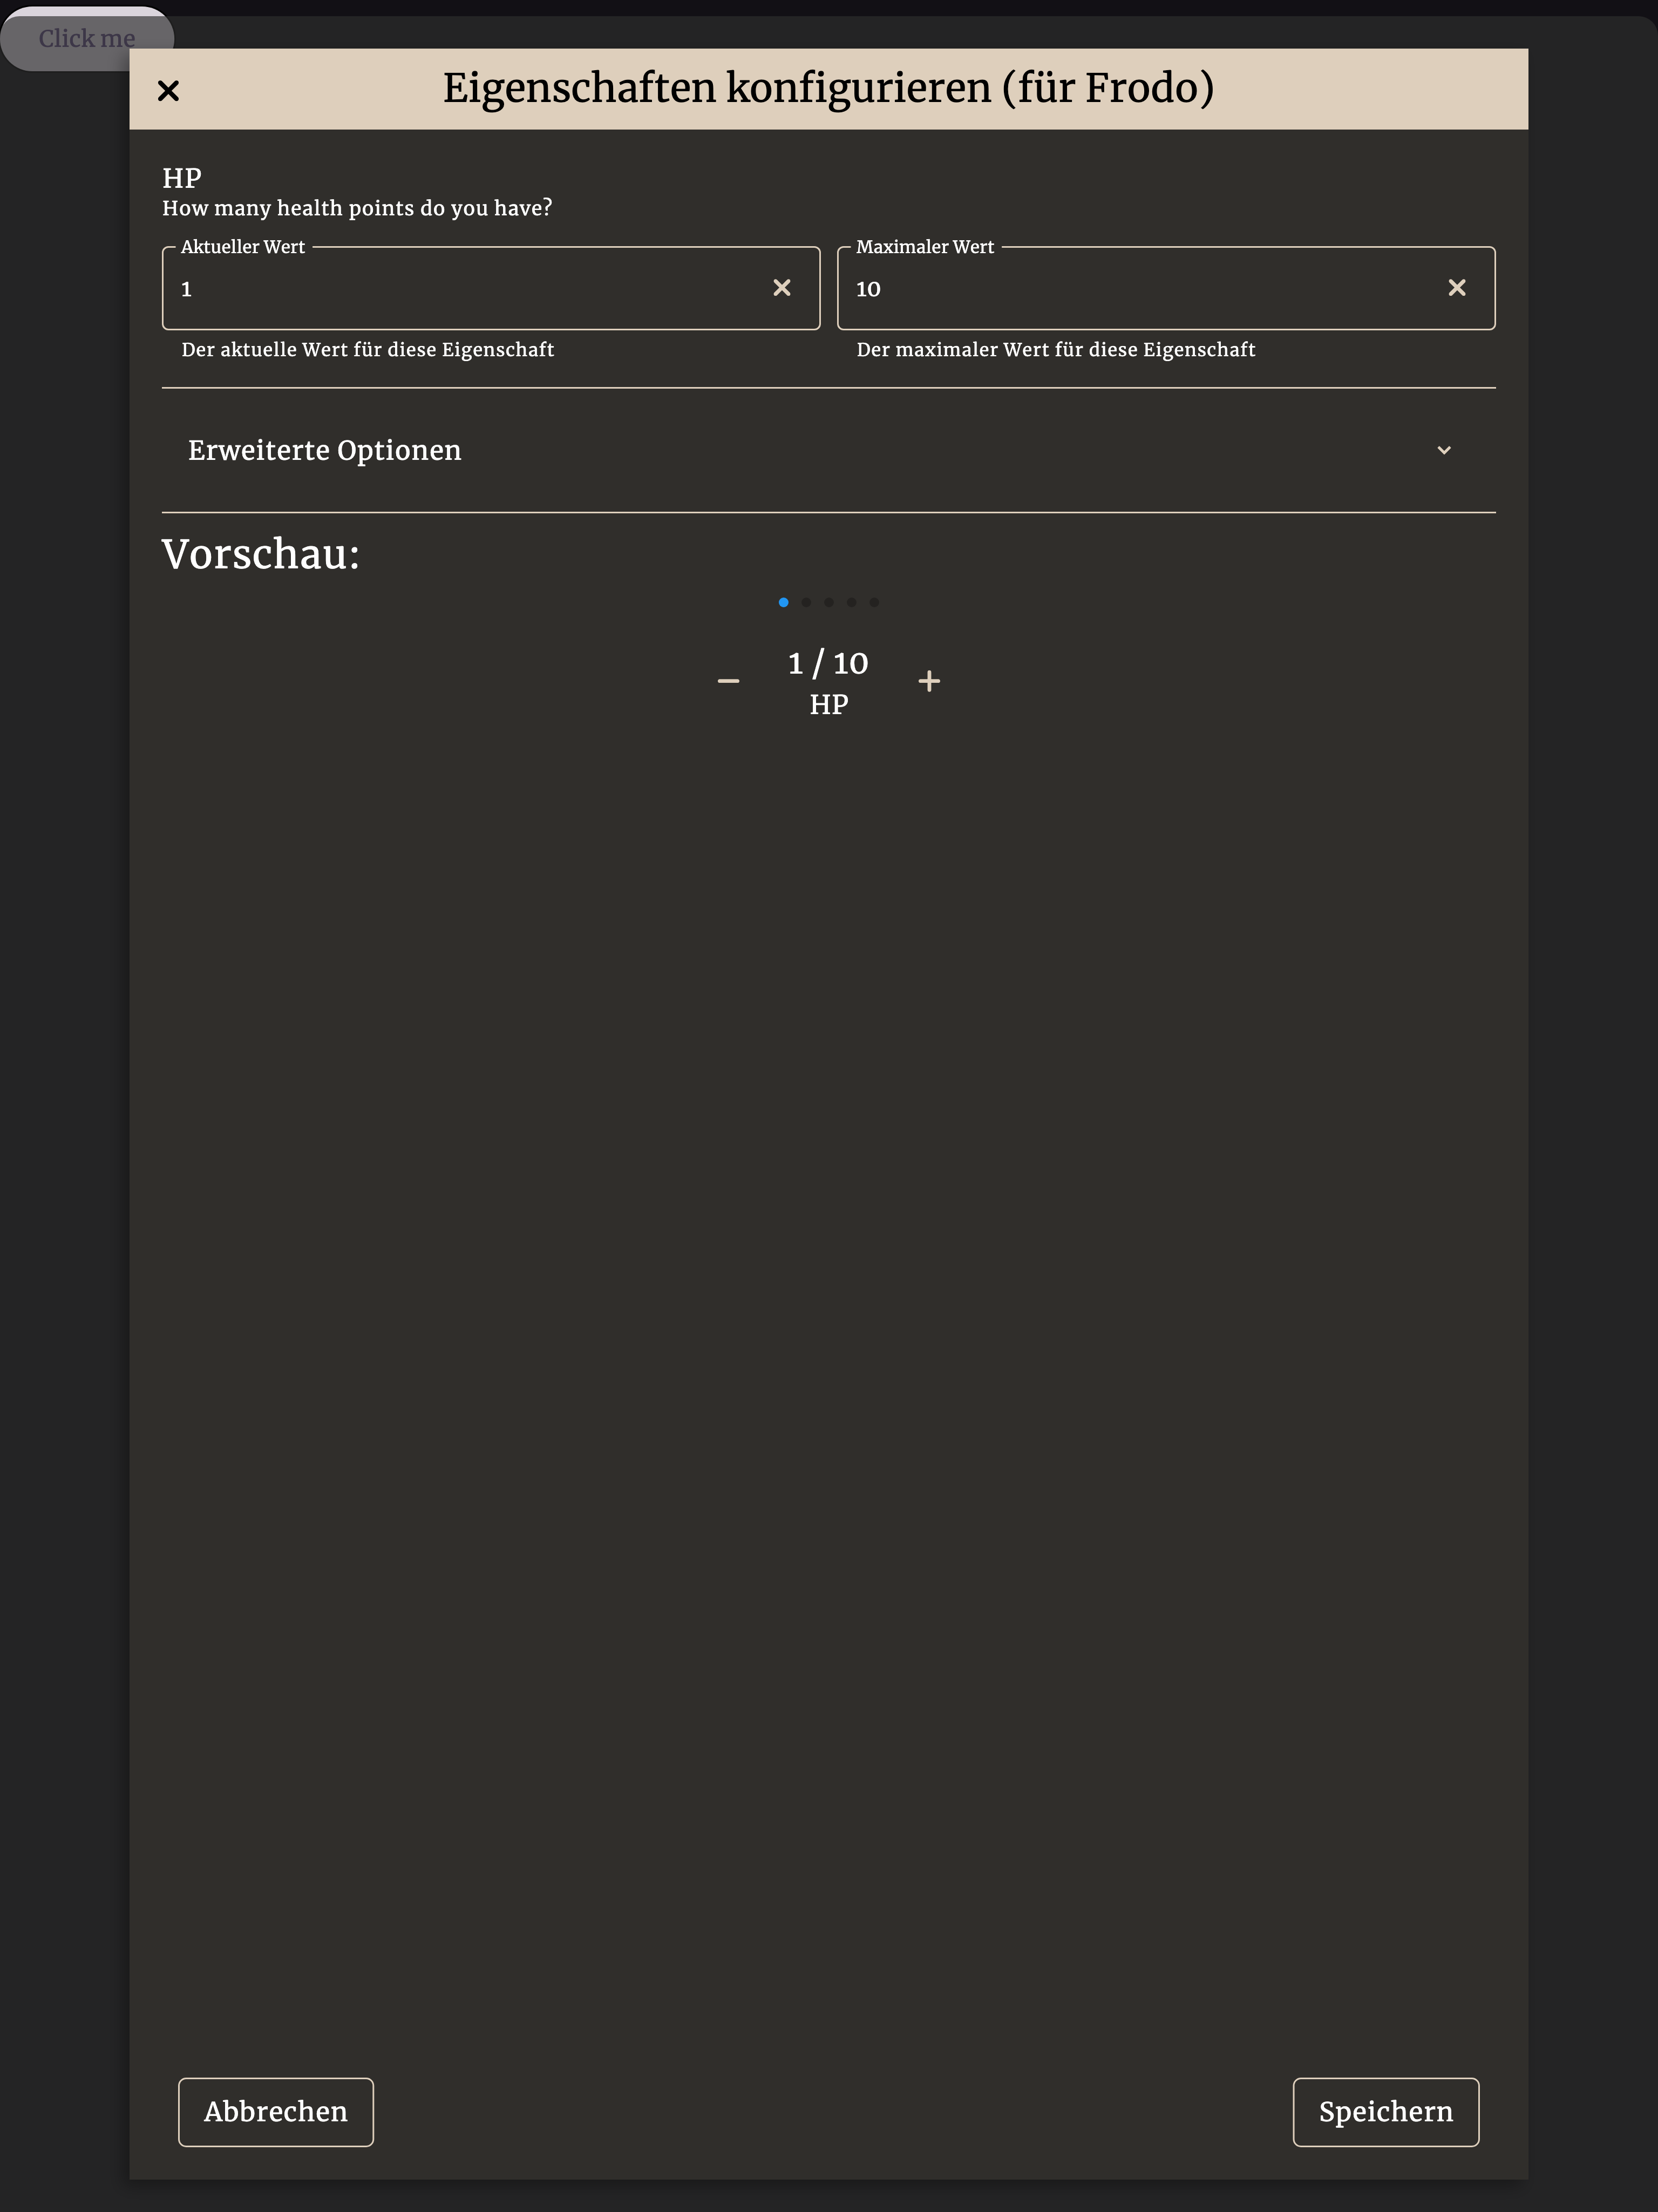 Click me
Eigenschaften konfigurieren (für Frodo)
HP
How many health points do you have?
Aktueller Wert
1
Der aktuelle Wert für diese Eigenschaft
Maximaler Wert
10
Der maximaler Wert für diese Eigenschaft
Erweiterte Optionen
Vorschau:
1 / 10
HP
Abbrechen
Speichern